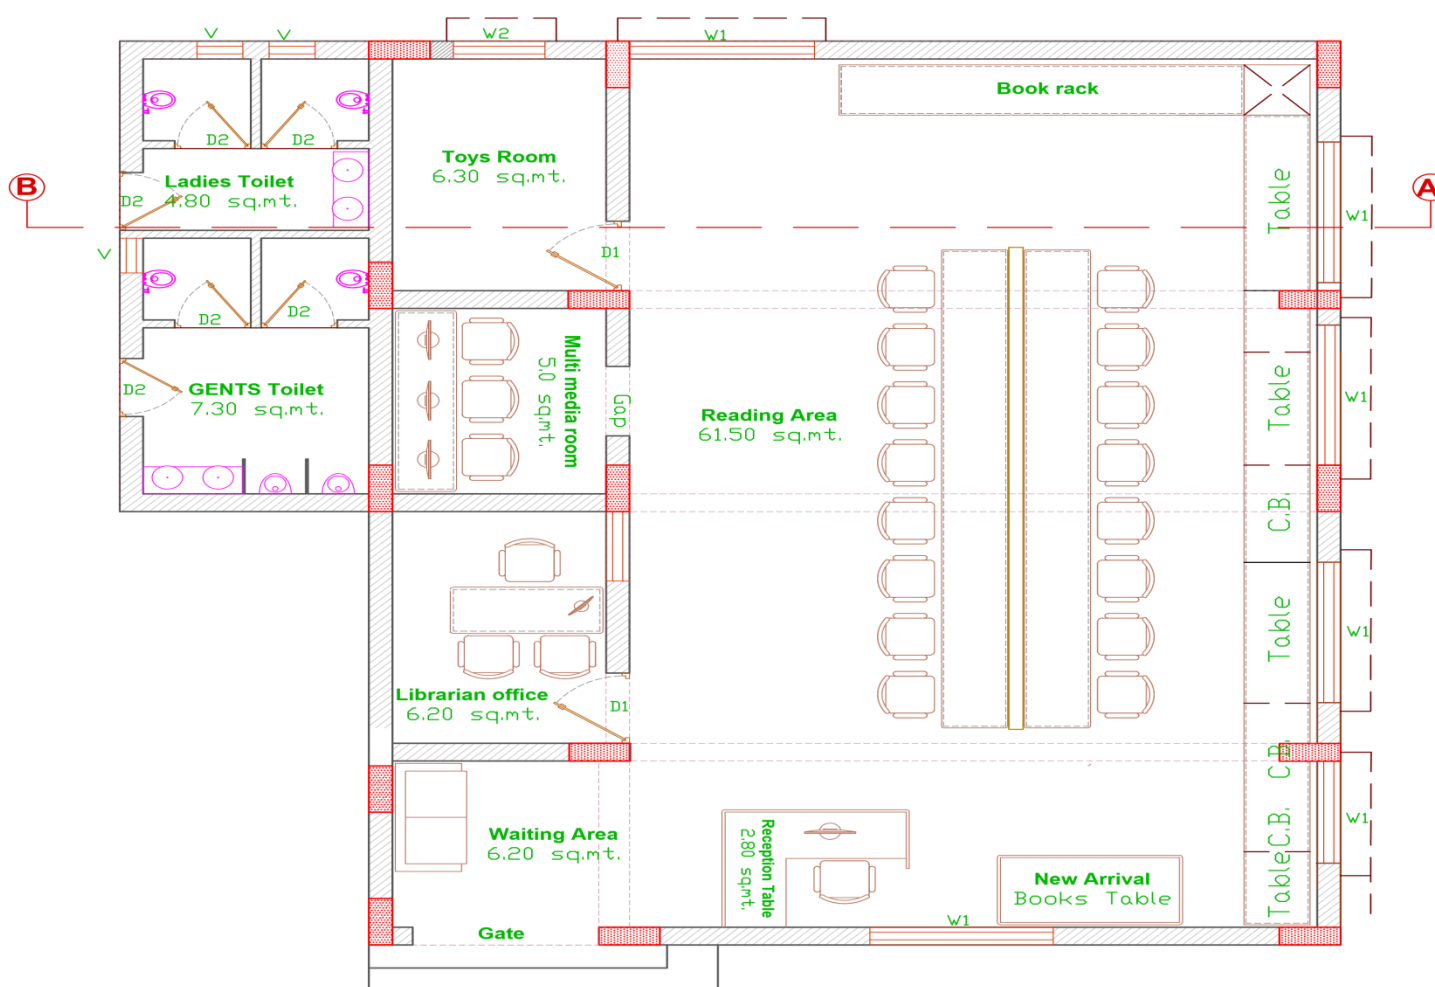 V
V
W2
W1
Book rack
D2
D2
Toys Room
6.30 sq.mt.
B
Ladies Toilet
4.80 sq.mt.
D2
A
Table
W1
V
D1
D2
D2
Multi media room
5.0 sq.mt.
Gap
D2
GENTS Toilet
7.30 sq.mt.
Reading Area
61.50 sq.mt.
Table
W1
C.B.
Table
W1
Librarian office
6.20 sq.mt.
D1
C.B.
Waiting Area
6.20 sq.mt.
Reception Table
2.80 sq.mt.
C.B.
W1
New Arrival
Books Table
Table
W1
Gate